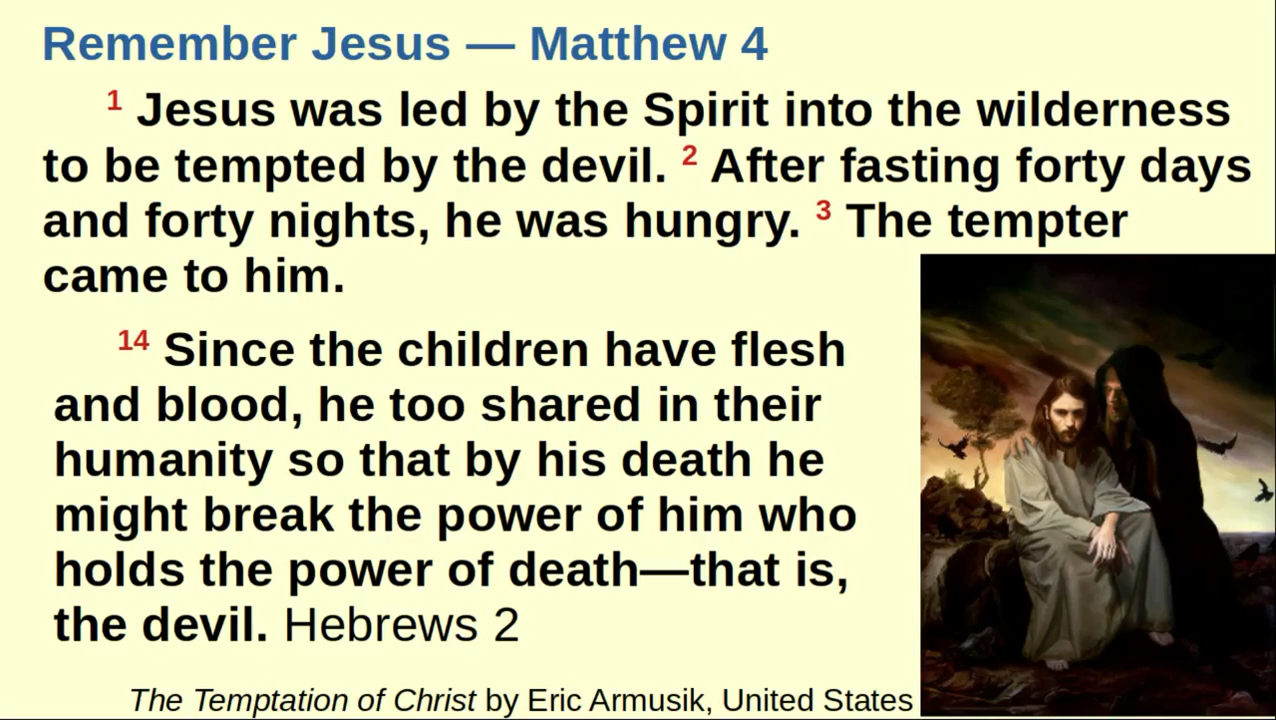 Remember Jesus — Matthew 4
1 Jesus was led by the Spirit into the wilderness
to be tempted by the devil. 2 After fasting forty days
and forty nights, he was hungry. 3 The tempter
came to him.
14 Since the children have flesh
and blood, he too shared in their
humanity so that by his death he
might break the power of him who
holds the power of death—that is,
the devil. Hebrews 2
The Temptation of Christ by Eric Armusik, United States